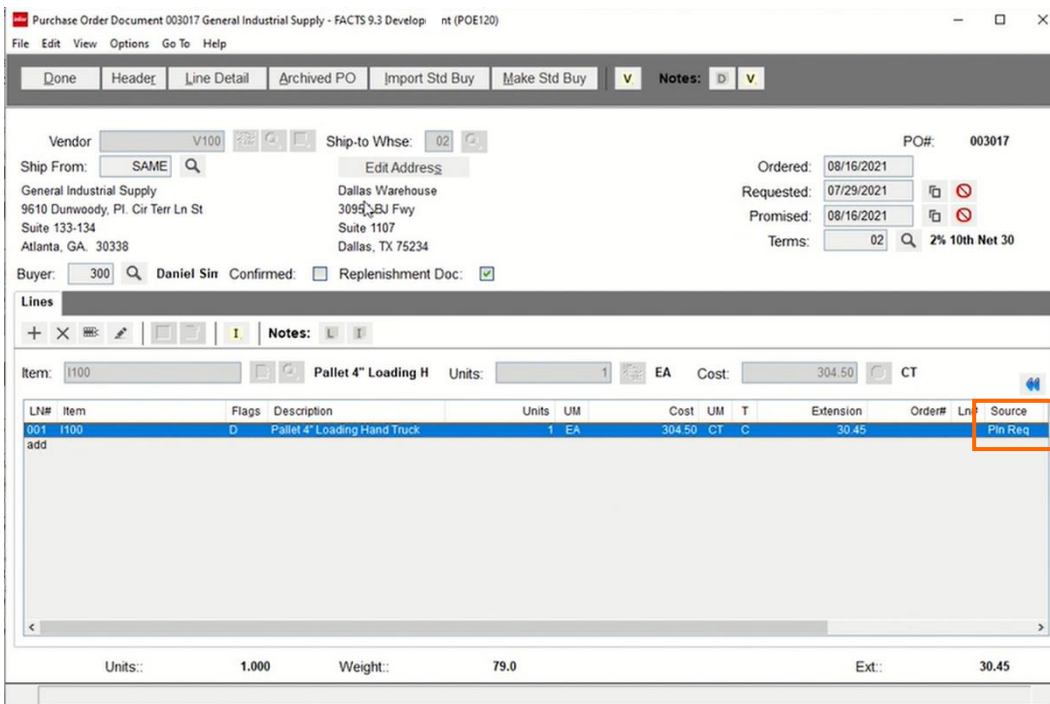 infor Purchase Order Document 003017 General Industrial Supply - FACTS 9.3 Develop nt (POE120)
File Edit View Options Go To Help
Done Header Line Detail Archived PO Import Std Buy Make Std Buy V. Notes: D V.
Vendor V100 Ship-to Whse: 02 PO#: 003017
Ship From: SAME Edit Address Ordered: 08/16/2021
General Industrial Supply Dallas Warehouse Requested: 07/29/2021
9610 Dunwoody, Pl. Cir Terr Ln St 3095 LBJ Fwy Promised: 08/16/2021
Suite 133-134 Suite 1107
Atlanta, GA. 30338 Dallas, TX 75234 Terms: 02 2% 10th Net 30
Buyer: 300 Daniel Sin Confirmed: Replenishment Doc:
Lines
I. Notes: L I
Item: I100 Pallet 4" Loading H Units: 1 EA Cost: 304.50 CT
LN# Item Flags Description Units UM Cost UM T Extension Order# Ln# Source
001 I100 D Pallet 4" Loading Hand Truck 1 EA 304.50 CT C 30.45 Pln Req
add
Units:: 1.000 Weight:: 79.0 Ext:: 30.45